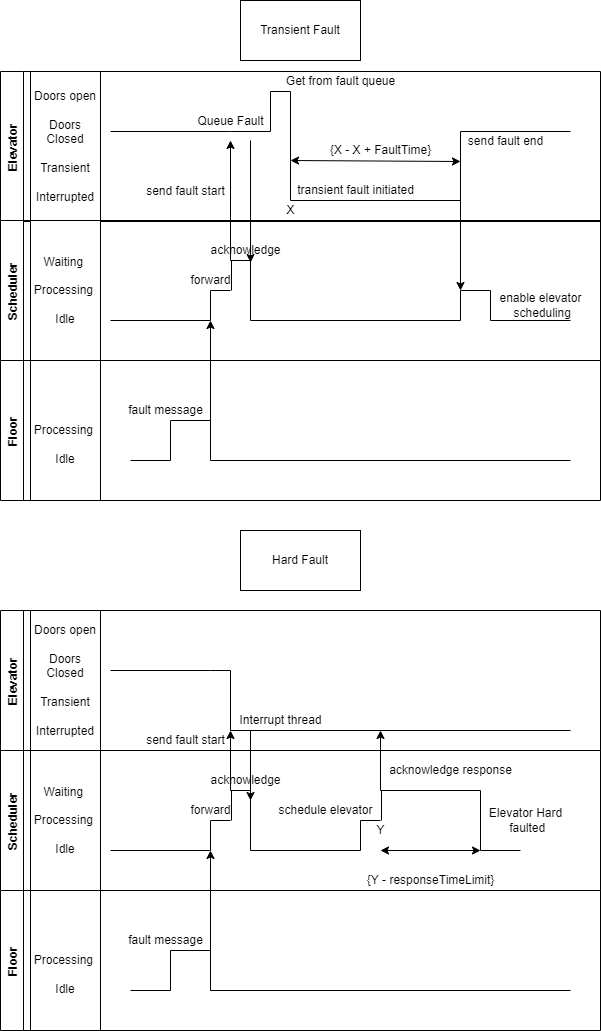 Transient Fault
Elevator
Doors open
Doors
Closed
Transient
Interrupted
Get from fault queue
Queue Fault
{X - X + FaultTime}
send fault end
send fault start
transient fault initiated
X
Scheduler
Waiting
Processing
Idle
acknowledge
forward
enable elevator
scheduling
Floor
Processing
Idle
fault message
Hard Fault
Elevator
Doors open
Doors
Closed
Transient
Interrupted
Interrupt thread
send fault start
Scheduler
Waiting
Processing
Idle
acknowledge
forward
acknowledge response
schedule elevator
Y
Elevator Hard
faulted
{Y - responseTimeLimit}
Floor
Processing
Idle
fault message